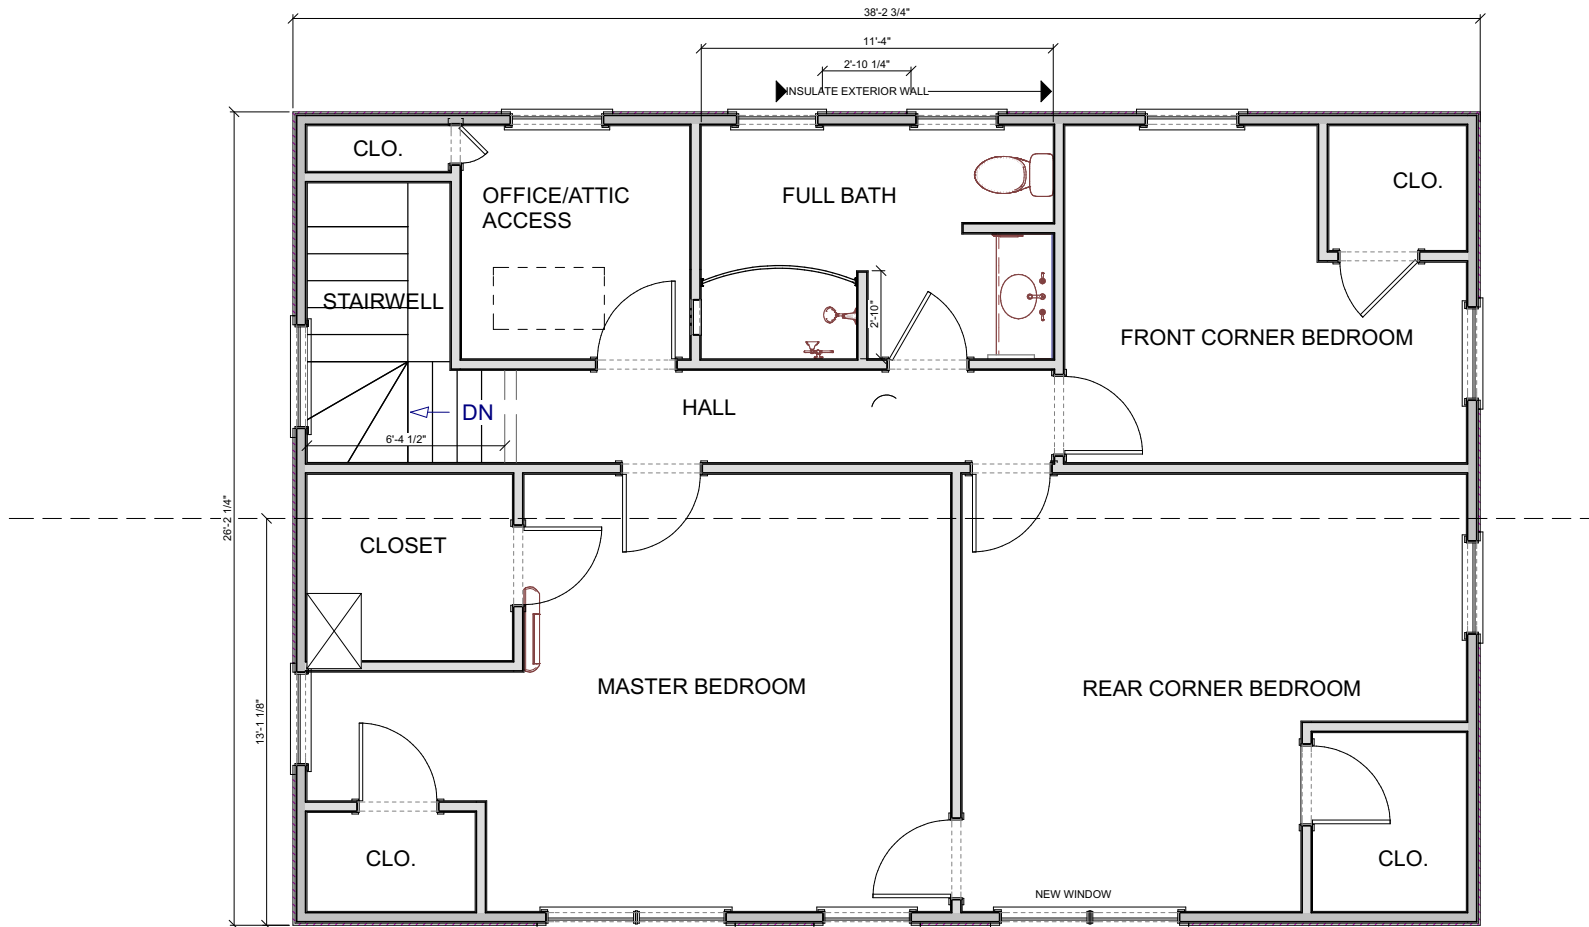 38'-2 3/4"
11'-4"
2'-10 1/4"
INSULATE EXTERIOR WALL
CLO.
OFFICE/ATTIC
ACCESS
FULL BATH
CLO.
STAIRWELL
2'-10"
FRONT CORNER BEDROOM
DN
HALL
6'-4 1/2"
26'-2 1/4"
CLOSET
13'-1 1/8"
MASTER BEDROOM
REAR CORNER BEDROOM
CLO.
CLO.
NEW WINDOW